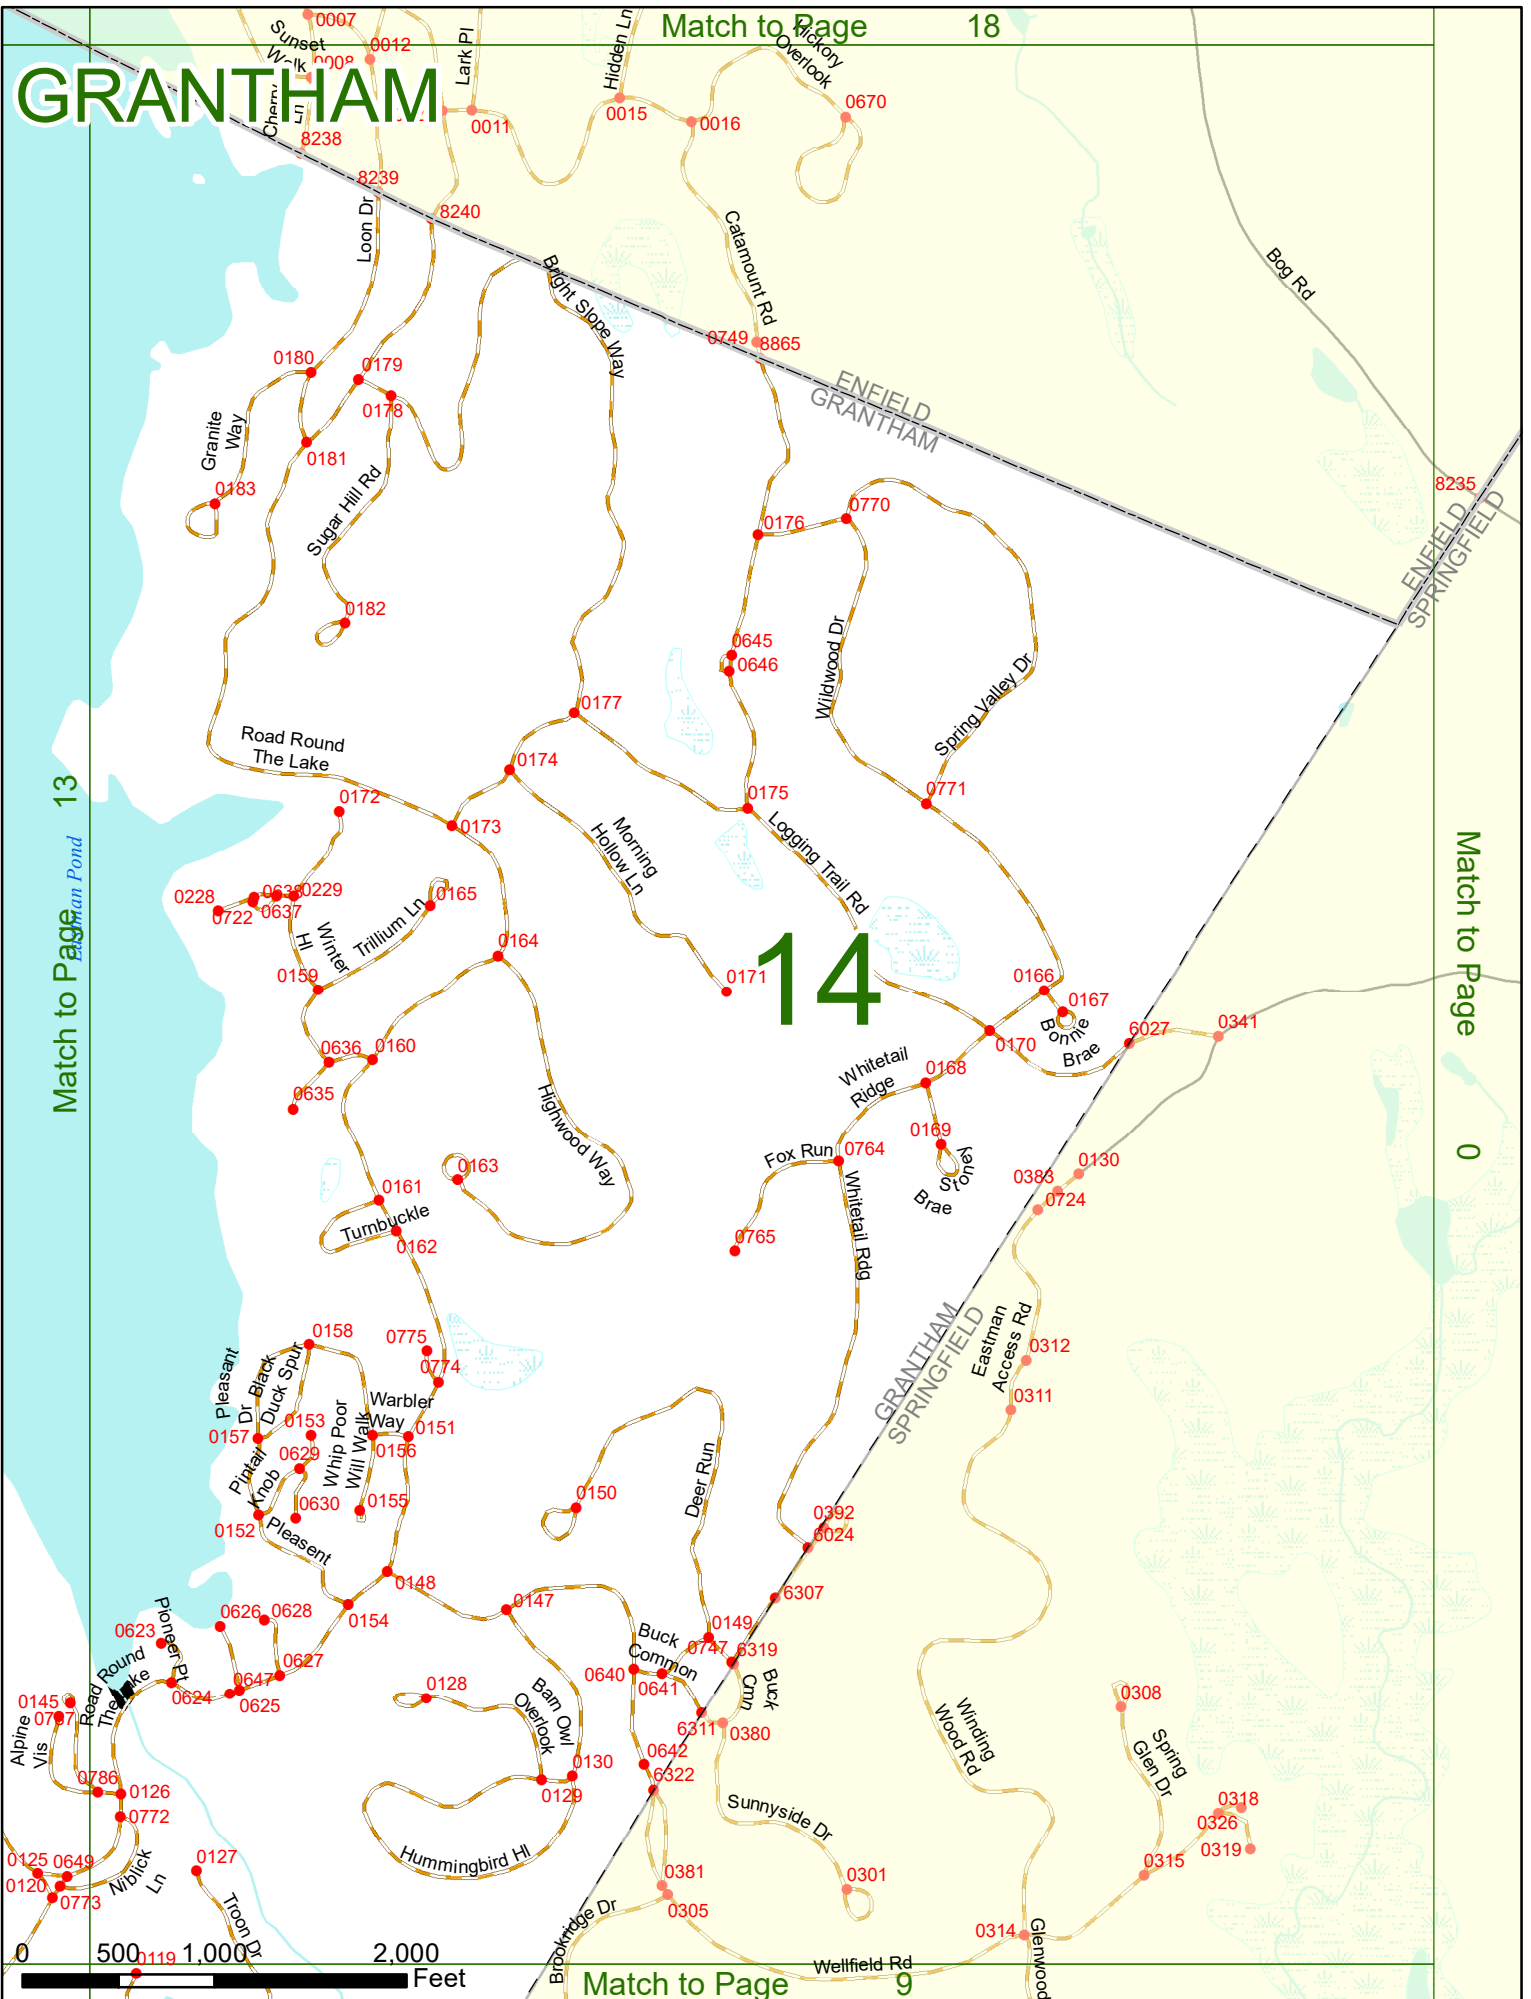 Match to Page 18
GRANTHAM
0007
Sunset
Walk
0012
0008
Lark Pl
Hidden Ln
Hickory
Overlook
Cherry
Ln
0011
0015
0016
0670
8238
8239
8240
Loon Dr
Catamount Rd
Bog Rd
Bright Slope Way
0749
8865
ENFIELD
GRANTHAM
0180
0179
0178
Granite
Way
0181
0183
Sugar Hill Rd
8235
ENFIELD
SPRINGFIELD
0176
0770
0182
0645
0646
Wildwood Dr
Spring Valley Dr
0177
Road Round
The Lake
0174
0172
0173
0175
0771
Match to Page 13
Morning
Hollow Ln
Logging Trail Rd
Match to Page 0
0228
0722
0638
0229
0637
0165
Winter
Hl
Trillium Ln
0164
0159
0171
14
0166
0167
Bonnie
Brae
0170
6027
0341
0636
0160
0635
Whitetail
Ridge
0168
Highwood Way
0163
0169
Stoney
Brae
Fox Run
0764
0383
0130
0724
0161
Turnbuckle
0162
0765
Whitetail Rdg
GRANTHAM
SPRINGFIELD
Eastman
Access Rd
0312
0311
0158
0775
0774
Pleasant
Dr
Black
Duck Spur
0153
Whip Poor
Will Walk
Warbler
Way
0151
0157
0156
0629
Pintail
Knob
0630
0155
0152
Pleasent
0150
Deer Run
0392
6024
0148
0154
0147
6307
0626
0628
0623
Pioneer Pt
0149
Buck
Common
0747
6319
Road Round
The Lake
0627
0647
0624
0625
0640
0641
Buck
Cmn
0128
Barn Owl
Overlook
0145
Alpine
Vis
6311
0380
0308
Winding
Wood Rd
Spring
Glen Dr
0642
6322
0130
0129
0786
0126
0772
Sunnyside Dr
0318
0326
0319
Hummingbird Hl
0125
0649
0120
0773
Niblick
Ln
0127
Troon Dr
0381
0305
0301
0315
Brookridge Dr
0314
Glenwood
Wellfield Rd
0119
0 500 1,000 2,000
Feet
Match to Page 9